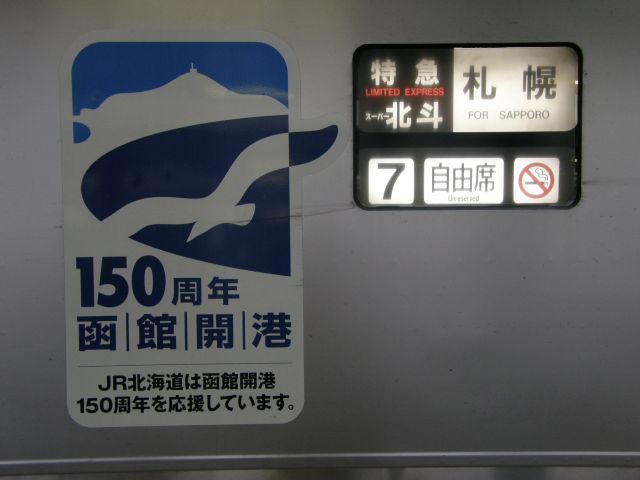 150周年
函|館|開|港
JR北海道は函館開港
150周年を応援しています。
特急
LIMITED EXPRESS
スーパー北斗
札幌
FOR SAPPORO
7
自由席
Unreserved